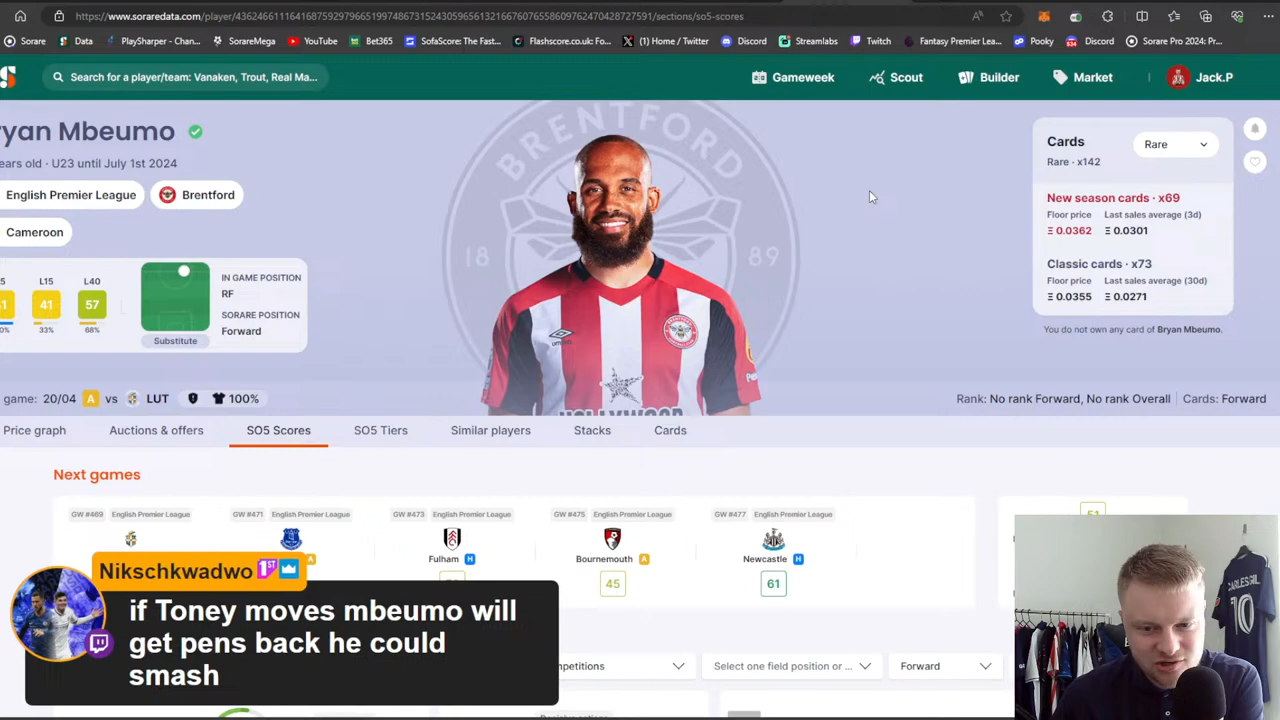 https://www.soraredata.com/player/43624661116416875929796651997486731524305965613216676076558609762470428727591/sections/so5-scores
Sorare
Data
PlaySharper - Chan...
SorareMega
YouTube
Bet365
SofaScore: The Fast...
Flashscore.co.uk: Fo...
(1) Home / Twitter
Discord
Streamlabs
Twitch
Fantasy Premier Lea...
Pooky
Discord
Sorare Pro 2024: Pr...
Search for a player/team: Vanaken, Trout, Real Ma...
Gameweek
Scout
Builder
Market
Jack.P
ryan Mbeumo
ears old · U23 until July 1st 2024
English Premier League
Brentford
Cameroon
L15
L40
41
57
33%
68%
Substitute
IN GAME POSITION
RF
SORARE POSITION
Forward
BRENTFORD
18
89
umbro
HOLLYWOOD
Cards
Rare · x142
Rare
New season cards · x69
Floor price
Last sales average (3d)
Ξ 0.0362
Ξ 0.0301
Classic cards · x73
Floor price
Last sales average (30d)
Ξ 0.0355
Ξ 0.0271
You do not own any card of Bryan Mbeumo.
game: 20/04 A vs LUT 100%
Rank: No rank Forward, No rank Overall
Cards: Forward
Price graph
Auctions & offers
SO5 Scores
SO5 Tiers
Similar players
Stacks
Cards
Next games
GW #469 English Premier League
GW #471 English Premier League
GW #473 English Premier League
GW #475 English Premier League
GW #477 English Premier League
Fulham H
Bournemouth A
Newcastle H
45
61
51
Nikschkwadwo 1ST
if Toney moves mbeumo will
get pens back he could
smash
mpetitions
Select one field position or ...
Forward
10